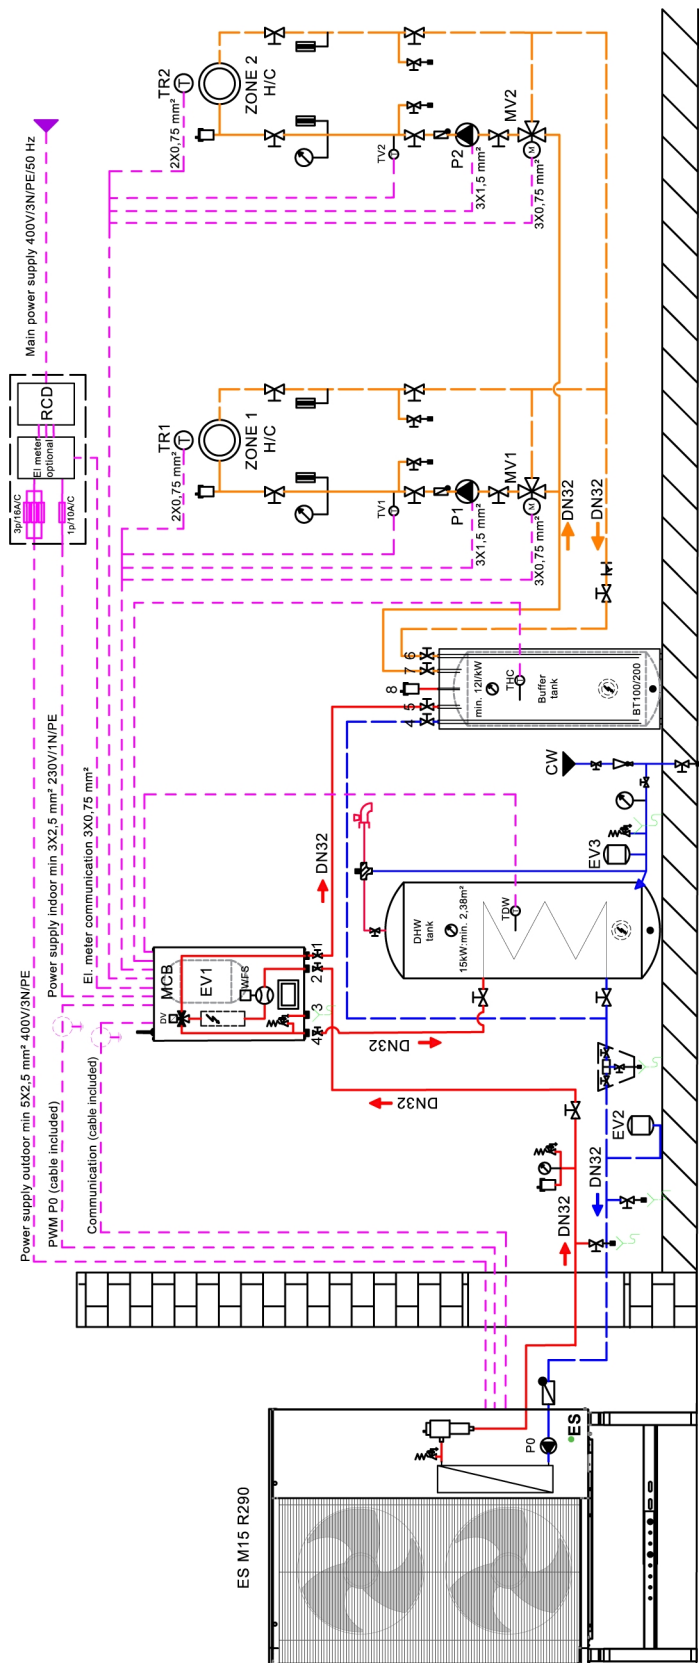 ES M15 R290
P0
ES
Power supply outdoor min 5X2,5 mm² 400V/3N/PE
PWM P0 (cable included)
Communication (cable included)
Power supply indoor min 3X2,5 mm² 230V/1N/PE
El. meter communication 3X0,75 mm²
3p/16A/C
1p/10A/C
El. meter
optional
RCD
Main power supply 400V/3N/PE/50 Hz
MCB
EV1
DV
WFS
4
3
2
1
DN32
DN32
DN32
DN32
DN32
EV2
DHW
tank
15kW:min. 2,38m²
TDW
T
EV3
CW
4
5
8
7
6
min. 12l/kW
THC
T
Buffer
tank
BT100/200
DN32
DN32
TR1
T
2X0,75 mm²
ZONE 1
H/C
TV1
T
P1
3X1,5 mm²
MV1
M
3X0,75 mm²
TR2
T
2X0,75 mm²
ZONE 2
H/C
TV2
T
P2
3X1,5 mm²
MV2
M
3X0,75 mm²